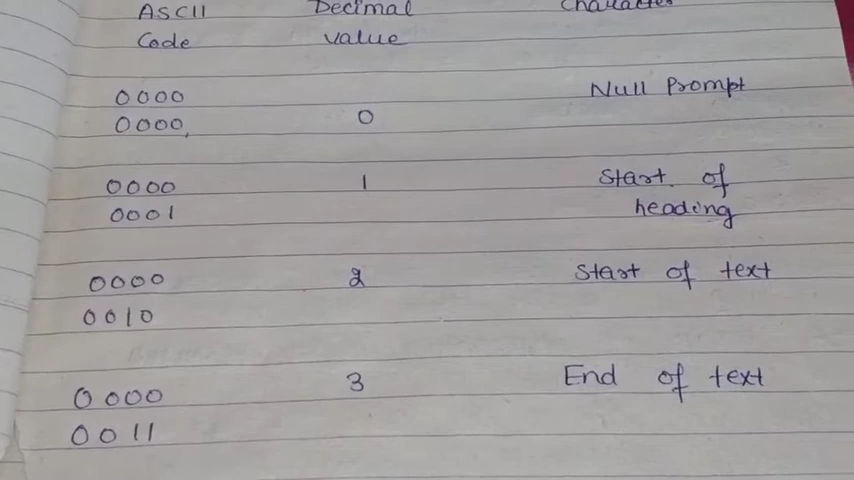 ASCII Decimal Character
Code value
0000 Null Prompt
0000, 0
0000 1 Start of
0001 heading
0000 2 Start of text
0010
0000 3 End of text
0011